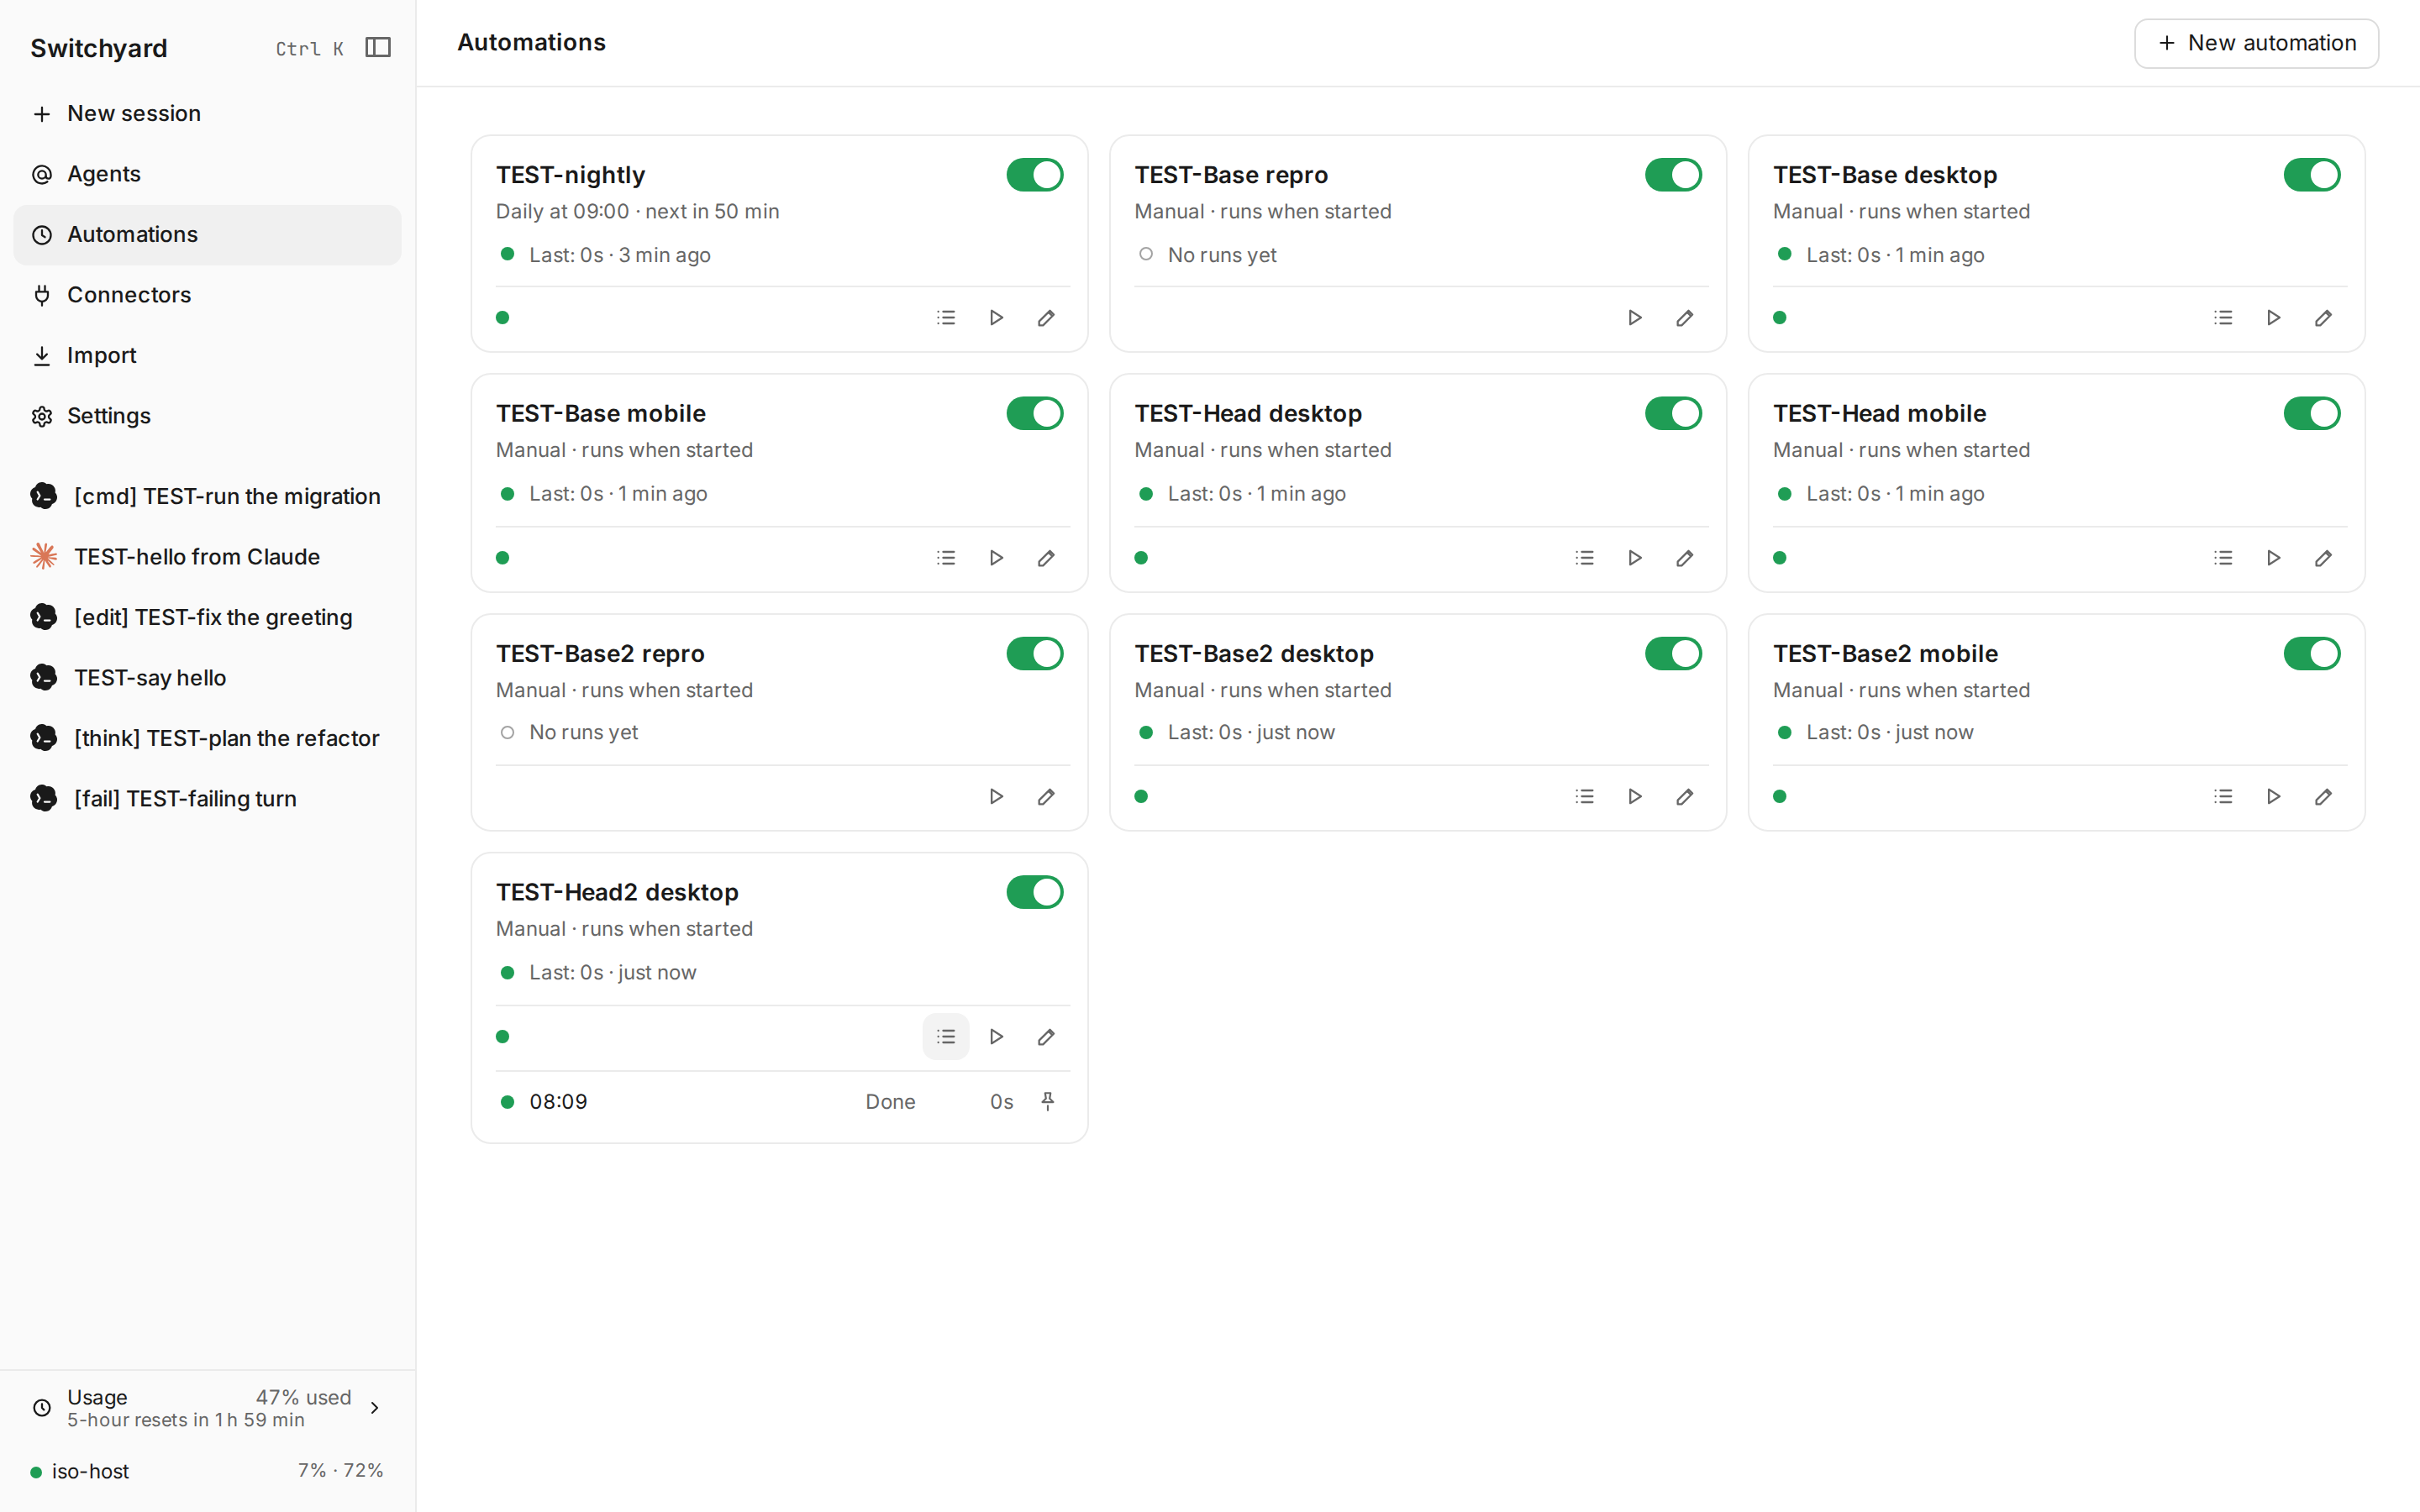 Switchyard
Ctrl K
New session
Agents
Automations
Connectors
Import
Settings
[cmd] TEST-run the migration
TEST-hello from Claude
[edit] TEST-fix the greeting
TEST-say hello
[think] TEST-plan the refactor
[fail] TEST-failing turn
Usage
47% used
5-hour resets in 1 h 59 min
iso-host
7% · 72%
Automations
New automation
TEST-nightly
Daily at 09:00 · next in 50 min
Last: 0s · 3 min ago
TEST-Base repro
Manual · runs when started
No runs yet
TEST-Base desktop
Manual · runs when started
Last: 0s · 1 min ago
TEST-Base mobile
Manual · runs when started
Last: 0s · 1 min ago
TEST-Head desktop
Manual · runs when started
Last: 0s · 1 min ago
TEST-Head mobile
Manual · runs when started
Last: 0s · 1 min ago
TEST-Base2 repro
Manual · runs when started
No runs yet
TEST-Base2 desktop
Manual · runs when started
Last: 0s · just now
TEST-Base2 mobile
Manual · runs when started
Last: 0s · just now
TEST-Head2 desktop
Manual · runs when started
Last: 0s · just now
08:09
Done
0s